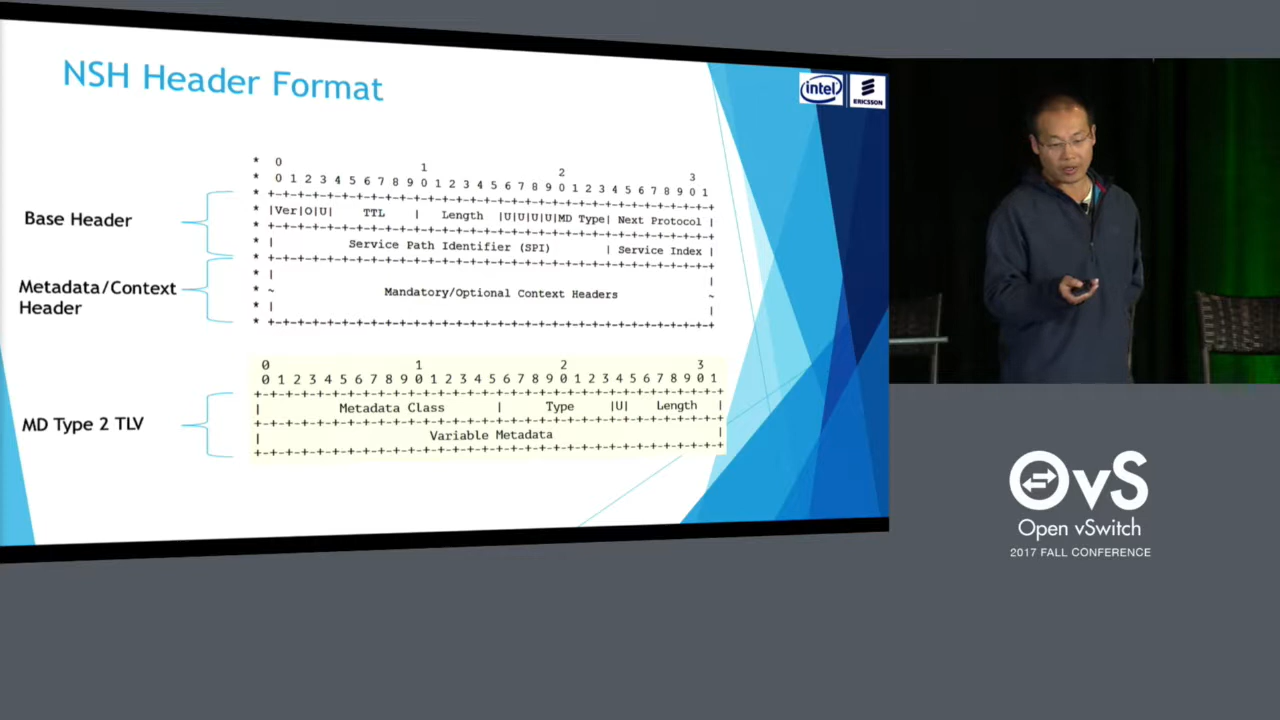 NSH Header Format
intel
ERICSSON
* 0 1 2 3
* 0 1 2 3 4 5 6 7 8 9 0 1 2 3 4 5 6 7 8 9 0 1 2 3 4 5 6 7 8 9 0 1
* +-+-+-+-+-+-+-+-+-+-+-+-+-+-+-+-+-+-+-+-+-+-+-+-+-+-+-+-+-+-+-+-+
Base Header
* |Ver|O|U| TTL | Length |U|U|U|U|MD Type| Next Protocol |
* +-+-+-+-+-+-+-+-+-+-+-+-+-+-+-+-+-+-+-+-+-+-+-+-+-+-+-+-+-+-+-+-+
* | Service Path Identifier (SPI) | Service Index |
* +-+-+-+-+-+-+-+-+-+-+-+-+-+-+-+-+-+-+-+-+-+-+-+-+-+-+-+-+-+-+-+-+
Metadata/Context
Header
* | |
* ~ Mandatory/Optional Context Headers ~
* | |
* +-+-+-+-+-+-+-+-+-+-+-+-+-+-+-+-+-+-+-+-+-+-+-+-+-+-+-+-+-+-+-+-+
0 1 2 3
0 1 2 3 4 5 6 7 8 9 0 1 2 3 4 5 6 7 8 9 0 1 2 3 4 5 6 7 8 9 0 1
+-+-+-+-+-+-+-+-+-+-+-+-+-+-+-+-+-+-+-+-+-+-+-+-+-+-+-+-+-+-+-+-+
MD Type 2 TLV
| Metadata Class | Type |U| Length |
+-+-+-+-+-+-+-+-+-+-+-+-+-+-+-+-+-+-+-+-+-+-+-+-+-+-+-+-+-+-+-+-+
| Variable Metadata |
+-+-+-+-+-+-+-+-+-+-+-+-+-+-+-+-+-+-+-+-+-+-+-+-+-+-+-+-+-+-+-+-+
OvS
Open vSwitch
2017 FALL CONFERENCE